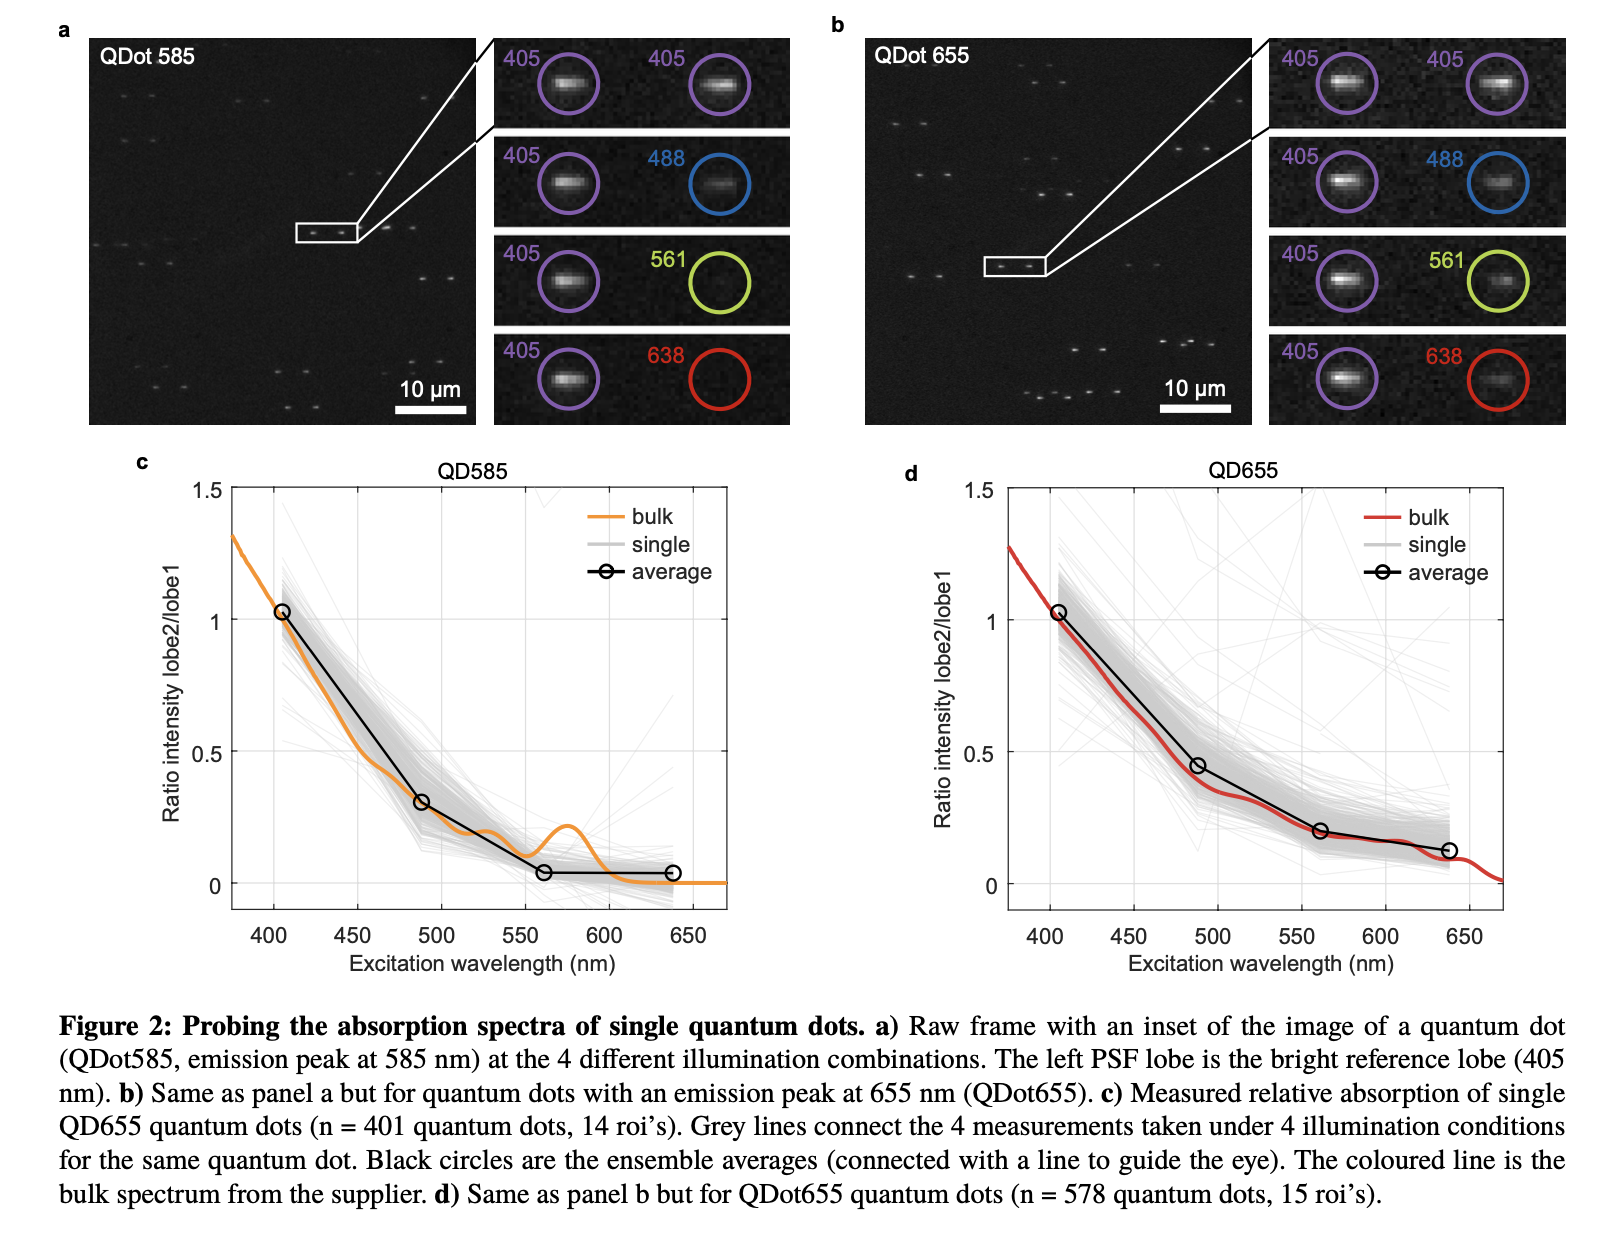 a
QDot 585
405 405
405 488
405 561
405 638
10 µm
b
QDot 655
405 405
405 488
405 561
405 638
10 µm
c
QD585
1.5
1
0.5
0
Ratio intensity lobe2/lobe1
bulk
single
average
400 450 500 550 600 650
Excitation wavelength (nm)
d
QD655
1.5
1
0.5
0
Ratio intensity lobe2/lobe1
bulk
single
average
400 450 500 550 600 650
Excitation wavelength (nm)
Figure 2: Probing the absorption spectra of single quantum dots. a) Raw frame with an inset of the image of a quantum dot
(QDot585, emission peak at 585 nm) at the 4 different illumination combinations. The left PSF lobe is the bright reference lobe (405
nm). b) Same as panel a but for quantum dots with an emission peak at 655 nm (QDot655). c) Measured relative absorption of single
QD655 quantum dots (n = 401 quantum dots, 14 roi’s). Grey lines connect the 4 measurements taken under 4 illumination conditions
for the same quantum dot. Black circles are the ensemble averages (connected with a line to guide the eye). The coloured line is the
bulk spectrum from the supplier. d) Same as panel b but for QDot655 quantum dots (n = 578 quantum dots, 15 roi’s).